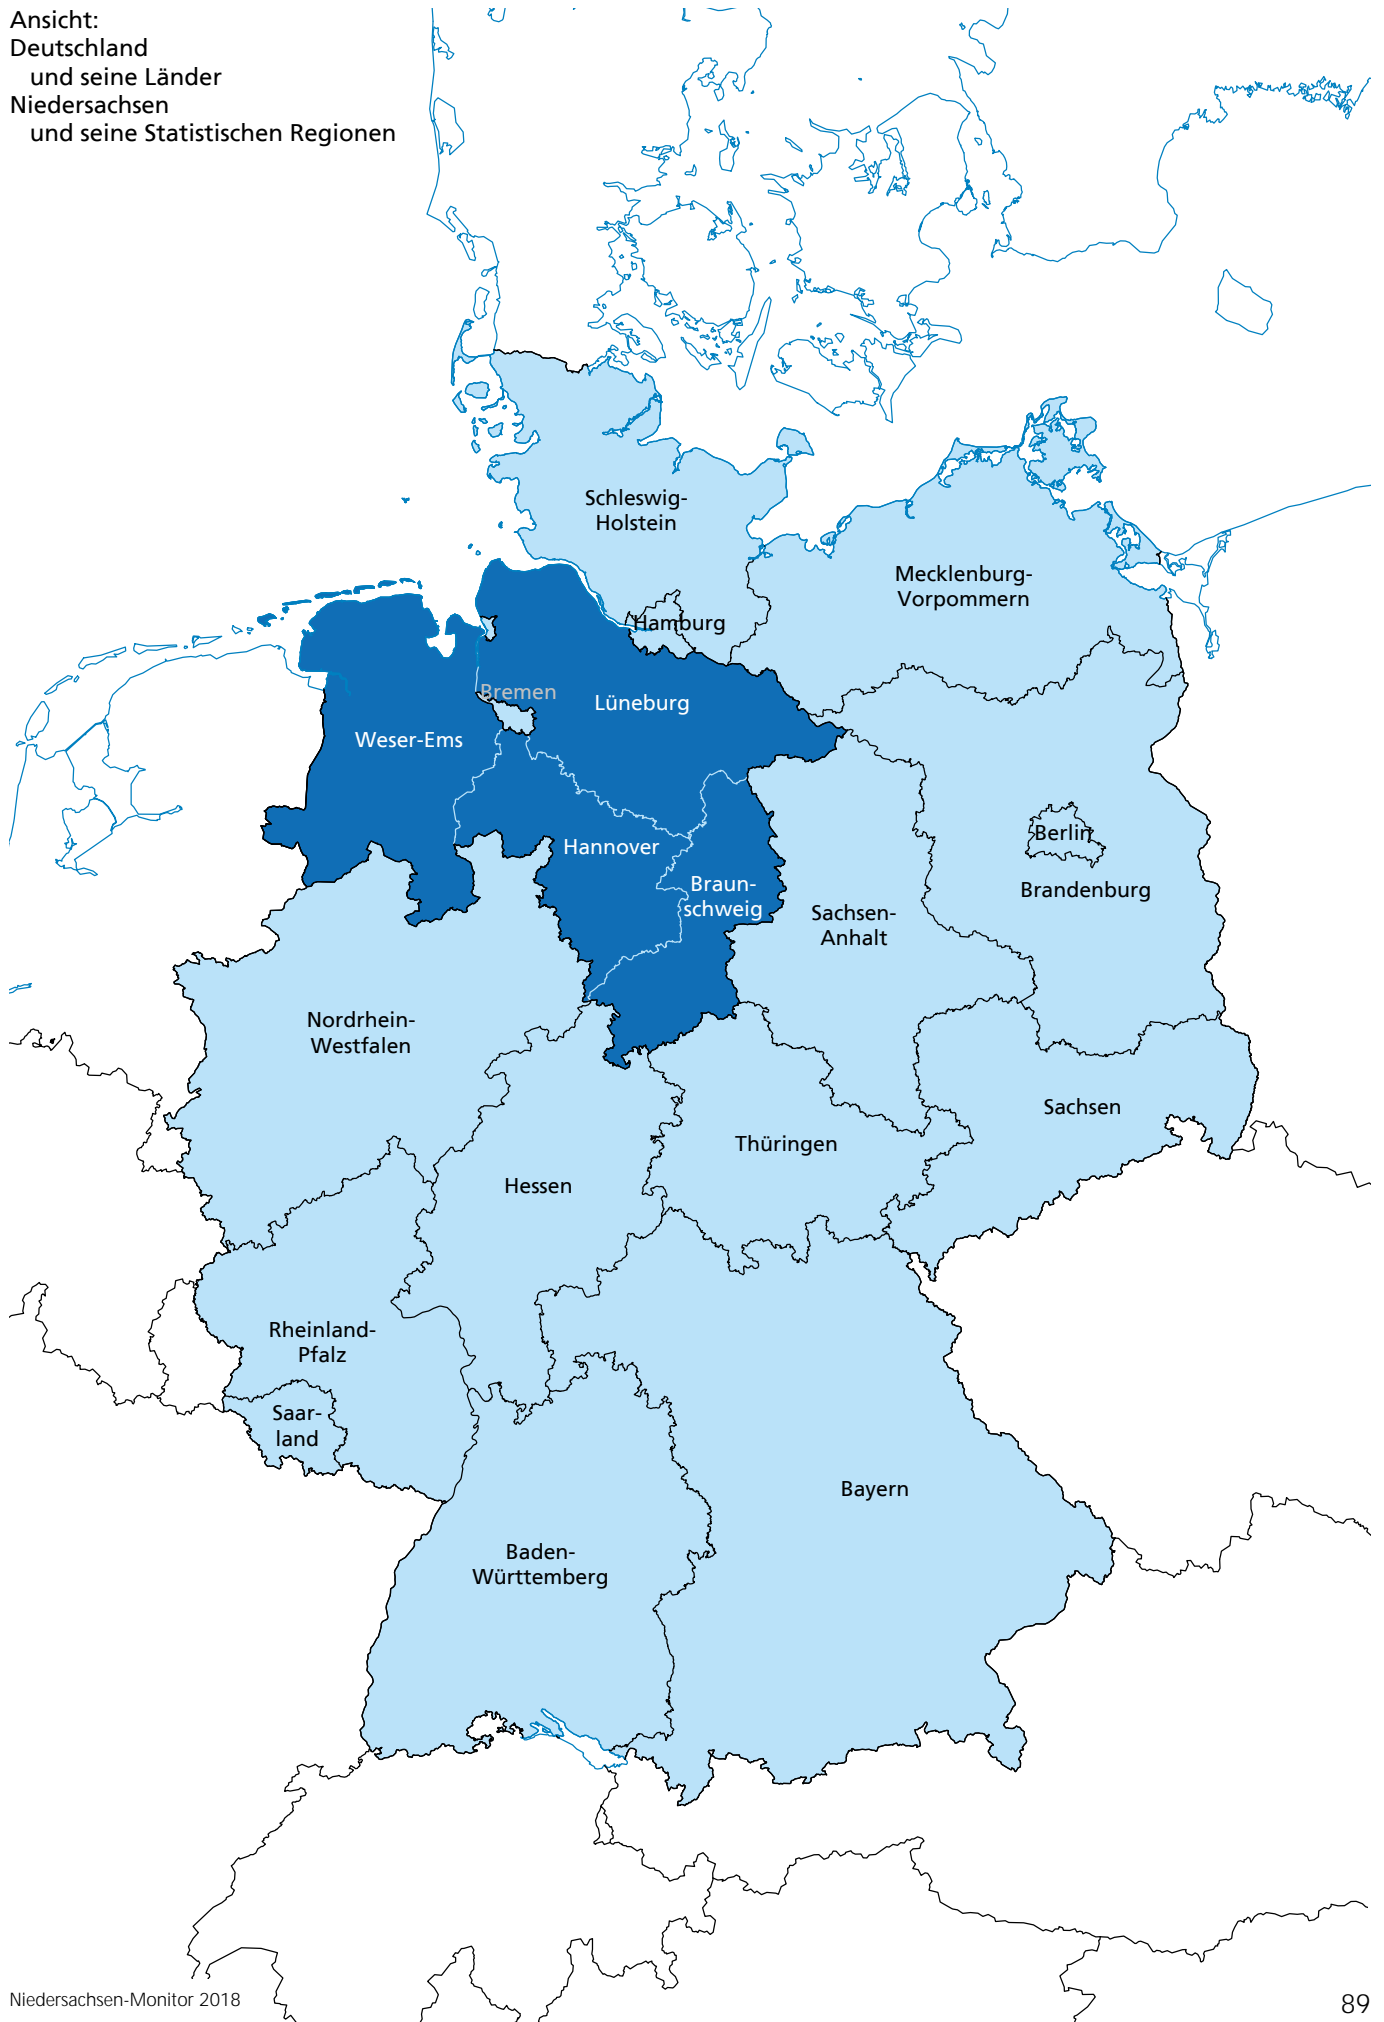 Ansicht:
Deutschland
und seine Länder
Niedersachsen
und seine Statistischen Regionen
Schleswig-
Holstein
Mecklenburg-
Vorpommern
Hamburg
Bremen
Lüneburg
Weser-Ems
Berlin
Hannover
Braun-
schweig
Brandenburg
Sachsen-
Anhalt
Nordrhein-
Westfalen
Sachsen
Thüringen
Hessen
Rheinland-
Pfalz
Saar-
land
Bayern
Baden-
Württemberg
Niedersachsen-Monitor 2018
89